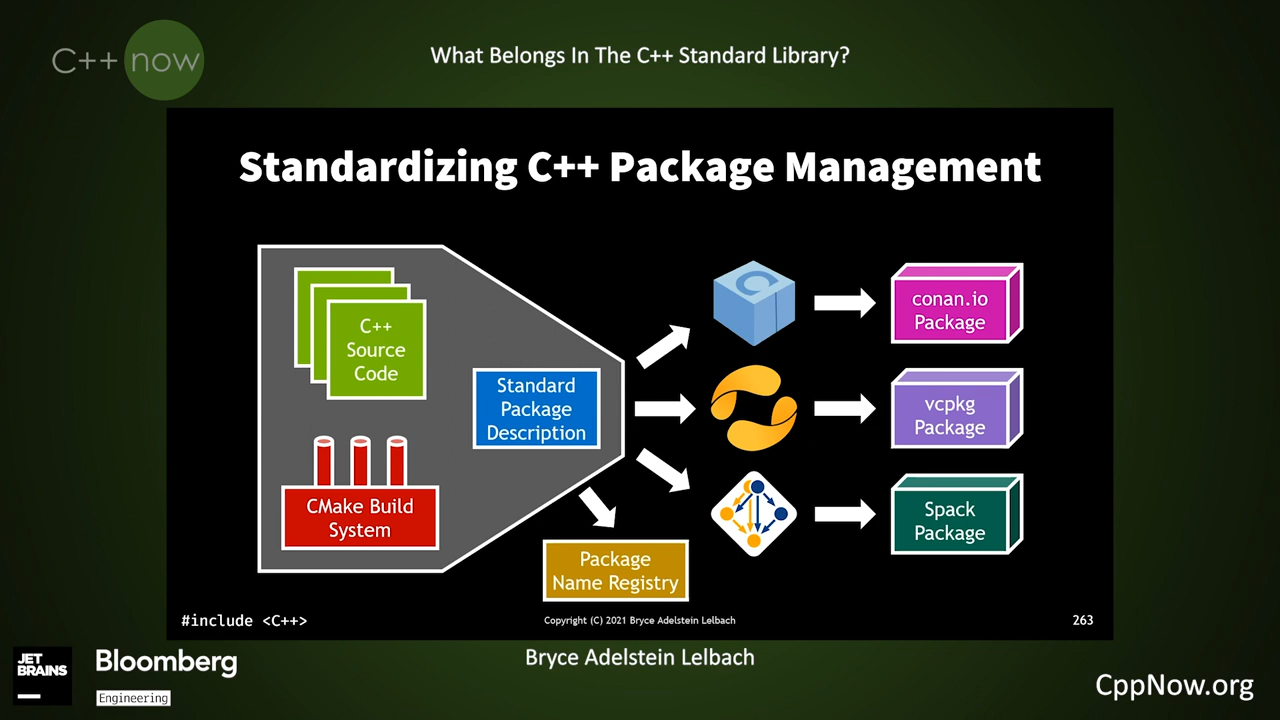 C++ now
What Belongs In The C++ Standard Library?
Standardizing C++ Package Management
C++
Source
Code
CMake Build
System
Standard
Package
Description
Package
Name Registry
conan.io
Package
vcpkg
Package
Spack
Package
#include <C++>
Copyright (C) 2021 Bryce Adelstein Lelbach
263
JET
BRAINS
Bloomberg
Engineering
Bryce Adelstein Lelbach
CppNow.org